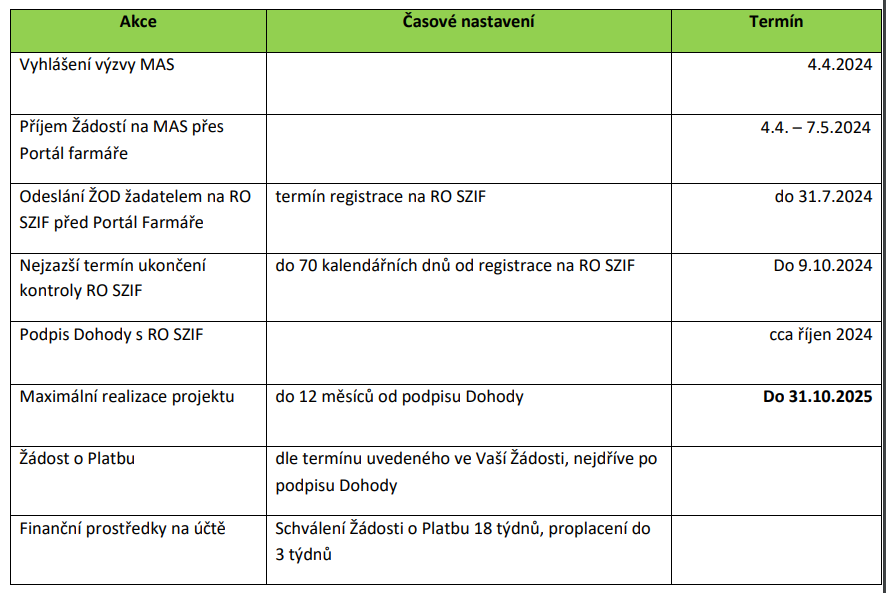 Akce Časové nastavení Termín
Vyhlášení výzvy MAS 4.4.2024
Příjem Žádostí na MAS přes 4.4. – 7.5.2024
Portál farmáře
Odeslání ŽOD žadatelem na RO termín registrace na RO SZIF do 31.7.2024
SZIF před Portál Farmáře
Nejzazší termín ukončení do 70 kalendářních dnů od registrace na RO SZIF Do 9.10.2024
kontroly RO SZIF
Podpis Dohody s RO SZIF cca říjen 2024
Maximální realizace projektu do 12 měsíců od podpisu Dohody Do 31.10.2025
Žádost o Platbu dle termínu uvedeného ve Vaší Žádosti, nejdříve po
podpisu Dohody
Finanční prostředky na účtě Schválení Žádosti o Platbu 18 týdnů, proplacení do
3 týdnů